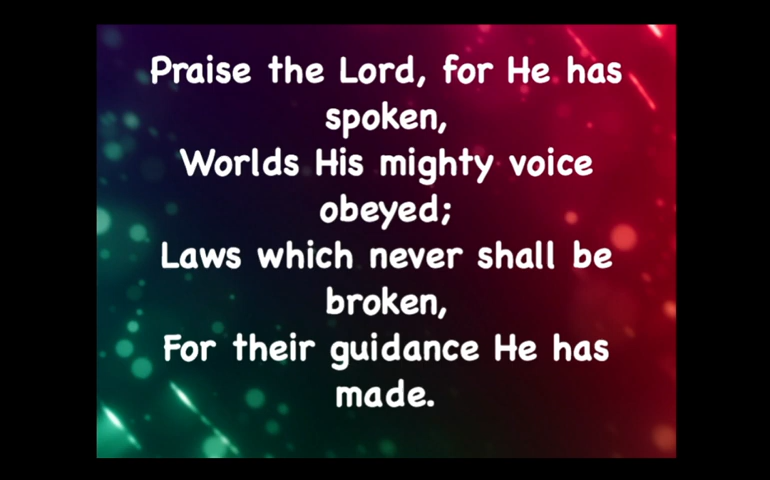 Praise the Lord, for He has
spoken,
Worlds His mighty voice
obeyed;
Laws which never shall be
broken,
For their guidance He has
made.